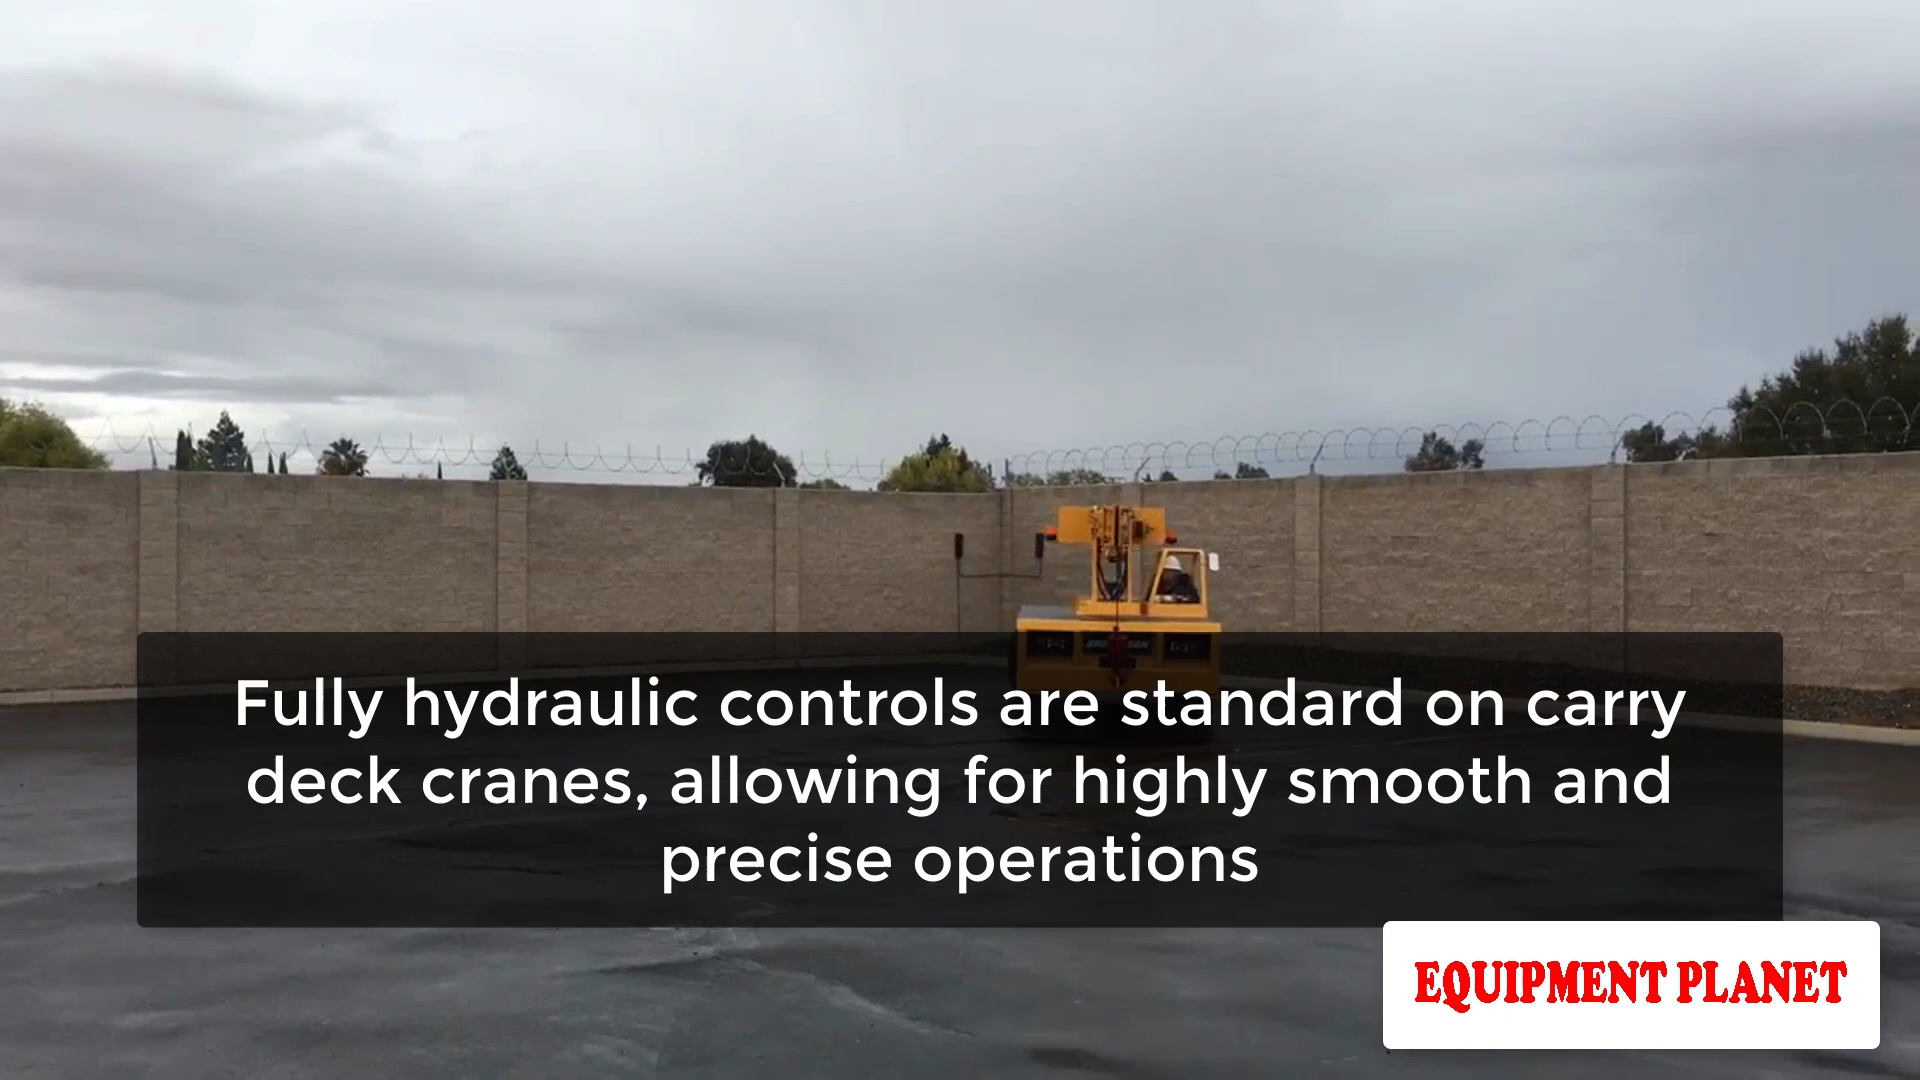 Fully hydraulic controls are standard on carry
deck cranes, allowing for highly smooth and
precise operations
EQUIPMENT PLANET